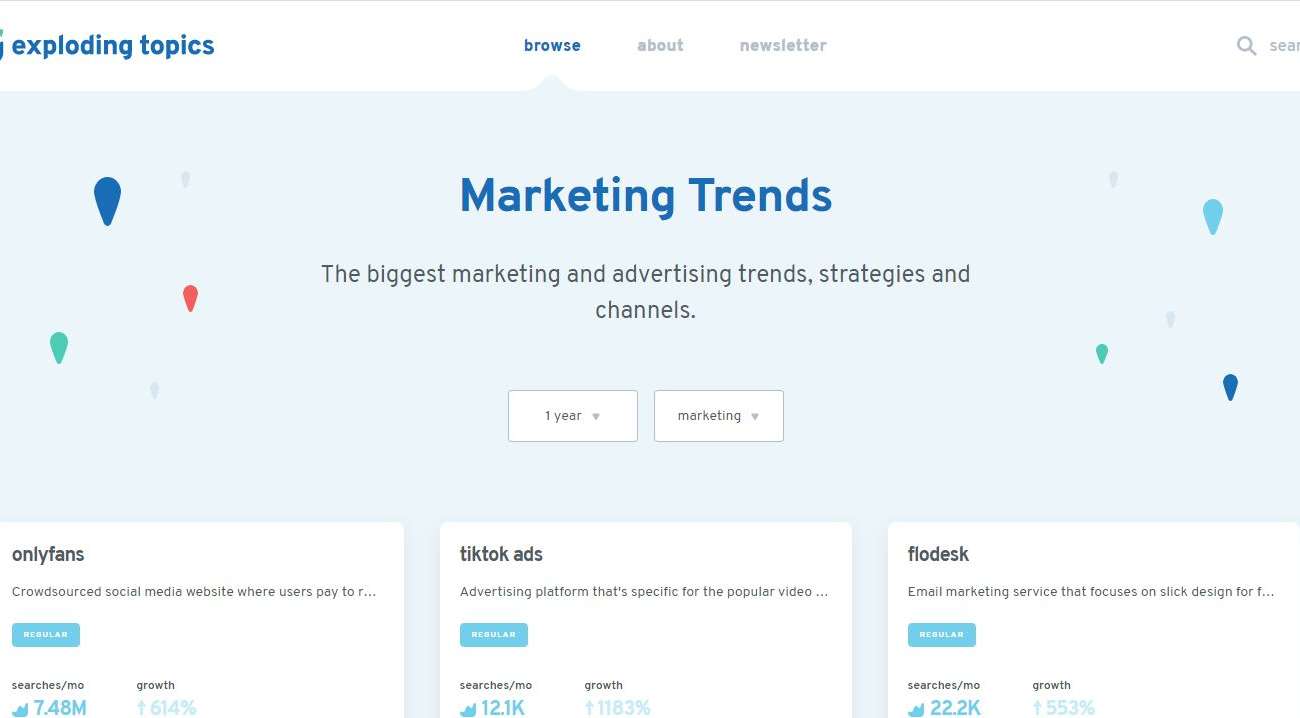 exploding topics
browse
about
newsletter
Marketing Trends
The biggest marketing and advertising trends, strategies and
channels.
1 year
marketing
onlyfans
Crowdsourced social media website where users pay to r...
REGULAR
searches/mo growth
7.48M ↑614%
tiktok ads
Advertising platform that's specific for the popular video ...
REGULAR
searches/mo growth
12.1K ↑1183%
flodesk
Email marketing service that focuses on slick design for f...
REGULAR
searches/mo growth
22.2K ↑553%